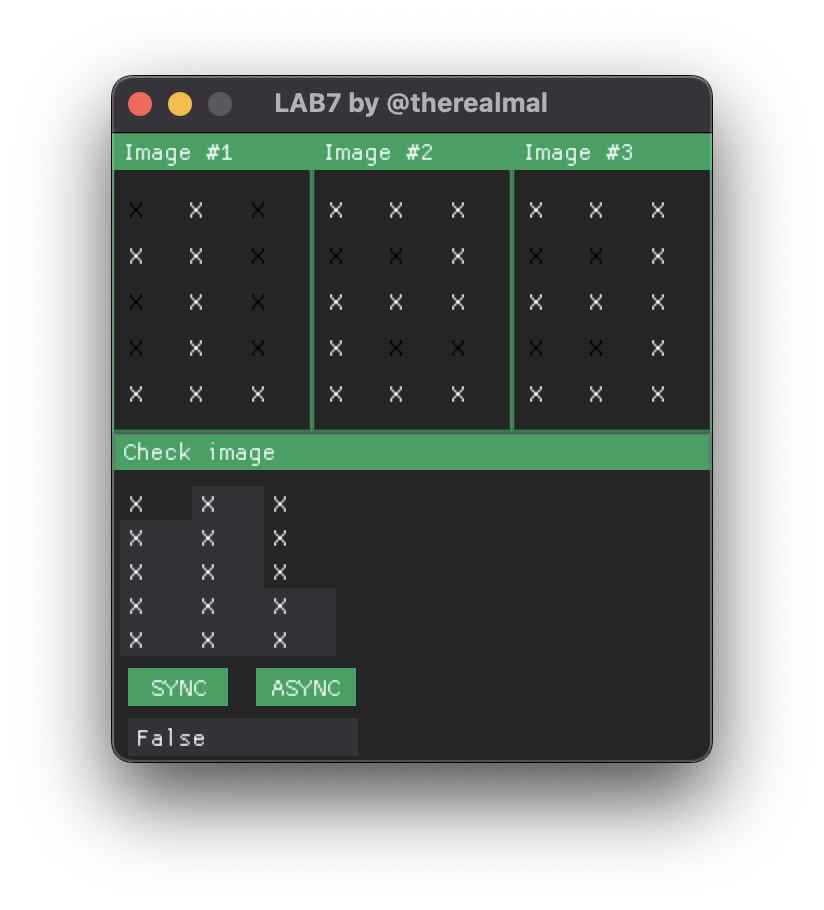 LAB7 by @therealmal
Image #1 Image #2 Image #3
X X X X X X X X X
X X X X X X X X X
X X X X X X X X X
X X X X X X X X X
X X X X X X X X X
Check image
X X X
X X X
X X X
X X X
X X X
SYNC ASYNC
False